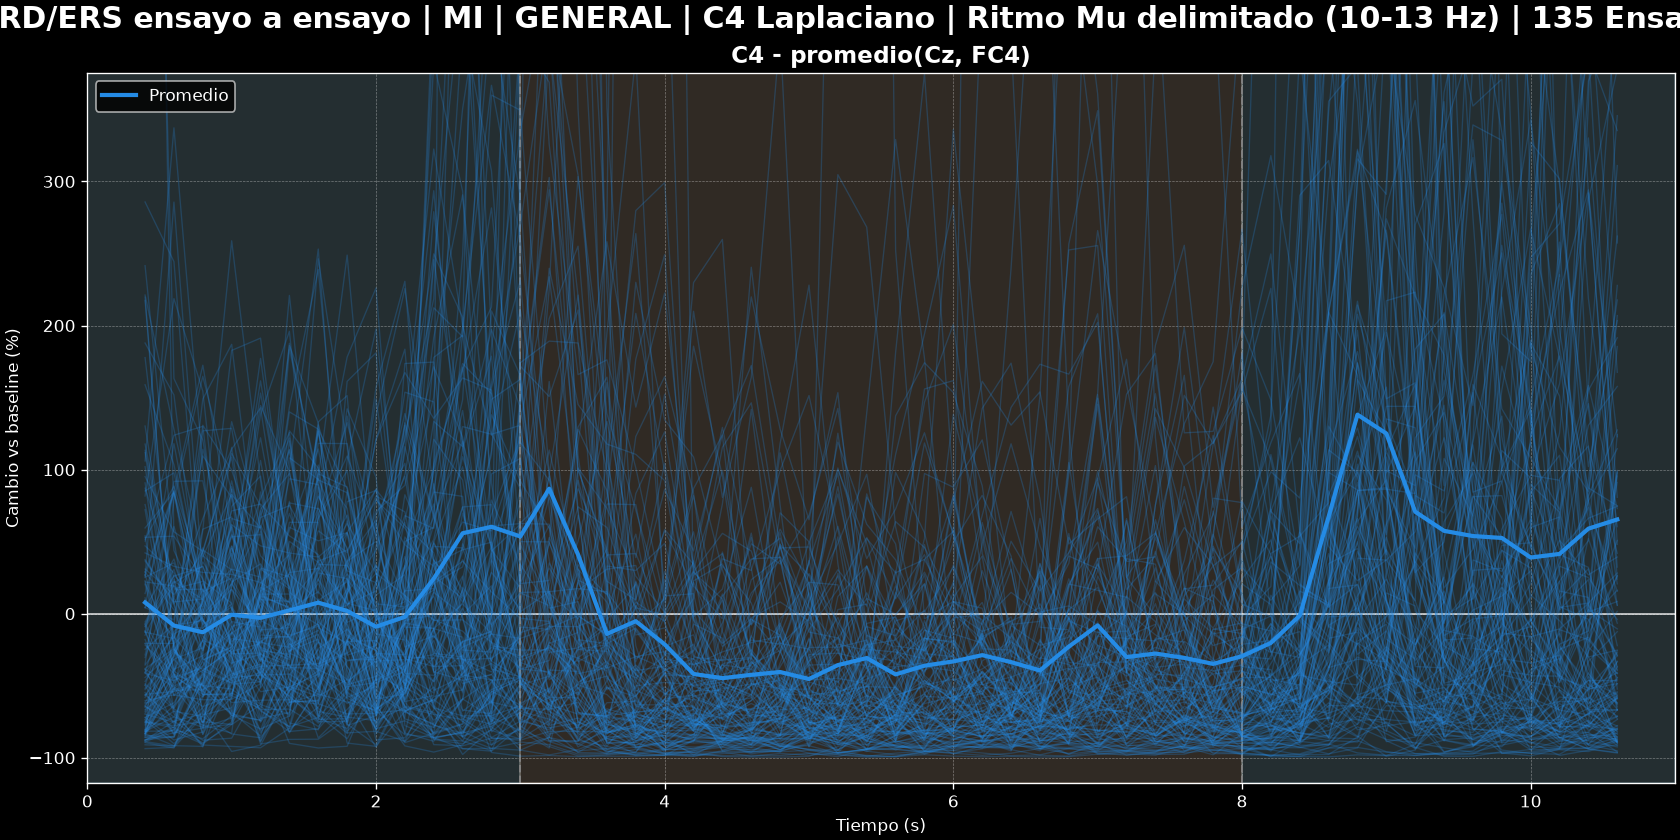 RD/ERS ensayo a ensayo | MI | GENERAL | C4 Laplaciano | Ritmo Mu delimitado (10-13 Hz) | 135 Ensa
C4 - promedio(Cz, FC4)
Promedio
300
200
100
0
−100
Cambio vs baseline (%)
0 2 4 6 8 10
Tiempo (s)